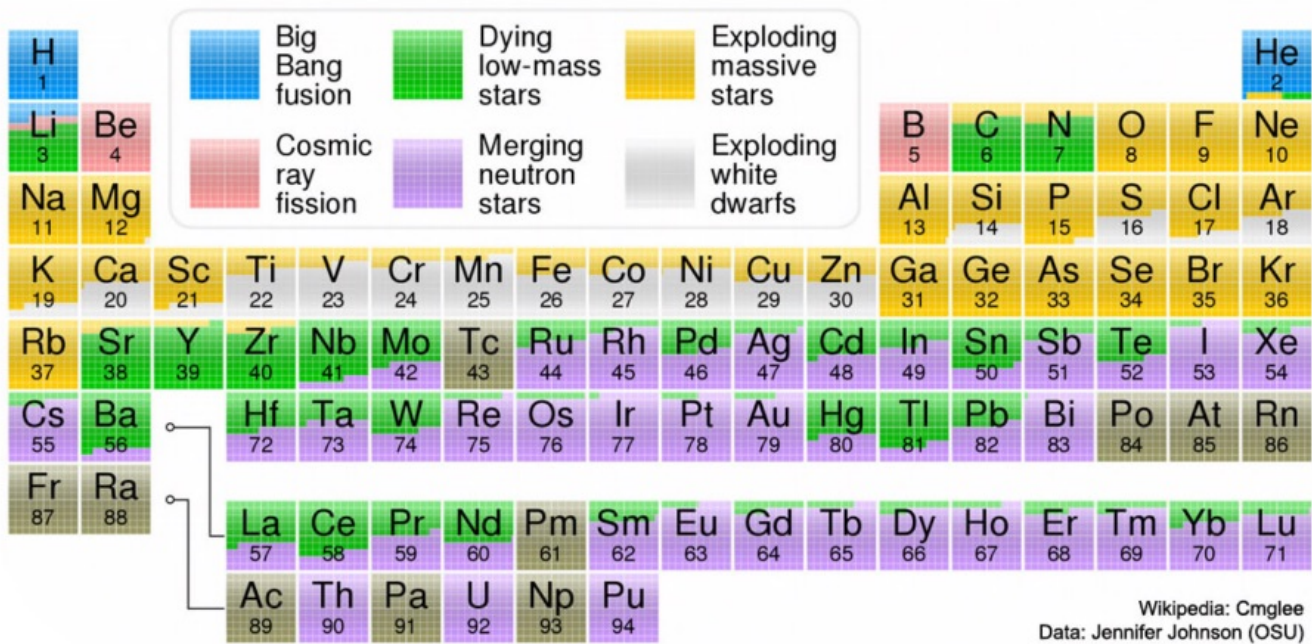 H
1
Big
Bang
fusion
Dying
low-mass
stars
Exploding
massive
stars
He
2
Li
3
Be
4
Cosmic
ray
fission
Merging
neutron
stars
Exploding
white
dwarfs
B
5
C
6
N
7
O
8
F
9
Ne
10
Na
11
Mg
12
Al
13
Si
14
P
15
S
16
Cl
17
Ar
18
K
19
Ca
20
Sc
21
Ti
22
V
23
Cr
24
Mn
25
Fe
26
Co
27
Ni
28
Cu
29
Zn
30
Ga
31
Ge
32
As
33
Se
34
Br
35
Kr
36
Rb
37
Sr
38
Y
39
Zr
40
Nb
41
Mo
42
Tc
43
Ru
44
Rh
45
Pd
46
Ag
47
Cd
48
In
49
Sn
50
Sb
51
Te
52
I
53
Xe
54
Cs
55
Ba
56
Hf
72
Ta
73
W
74
Re
75
Os
76
Ir
77
Pt
78
Au
79
Hg
80
Tl
81
Pb
82
Bi
83
Po
84
At
85
Rn
86
Fr
87
Ra
88
La
57
Ce
58
Pr
59
Nd
60
Pm
61
Sm
62
Eu
63
Gd
64
Tb
65
Dy
66
Ho
67
Er
68
Tm
69
Yb
70
Lu
71
Ac
89
Th
90
Pa
91
U
92
Np
93
Pu
94
Wikipedia: Cmglee
Data: Jennifer Johnson (OSU)